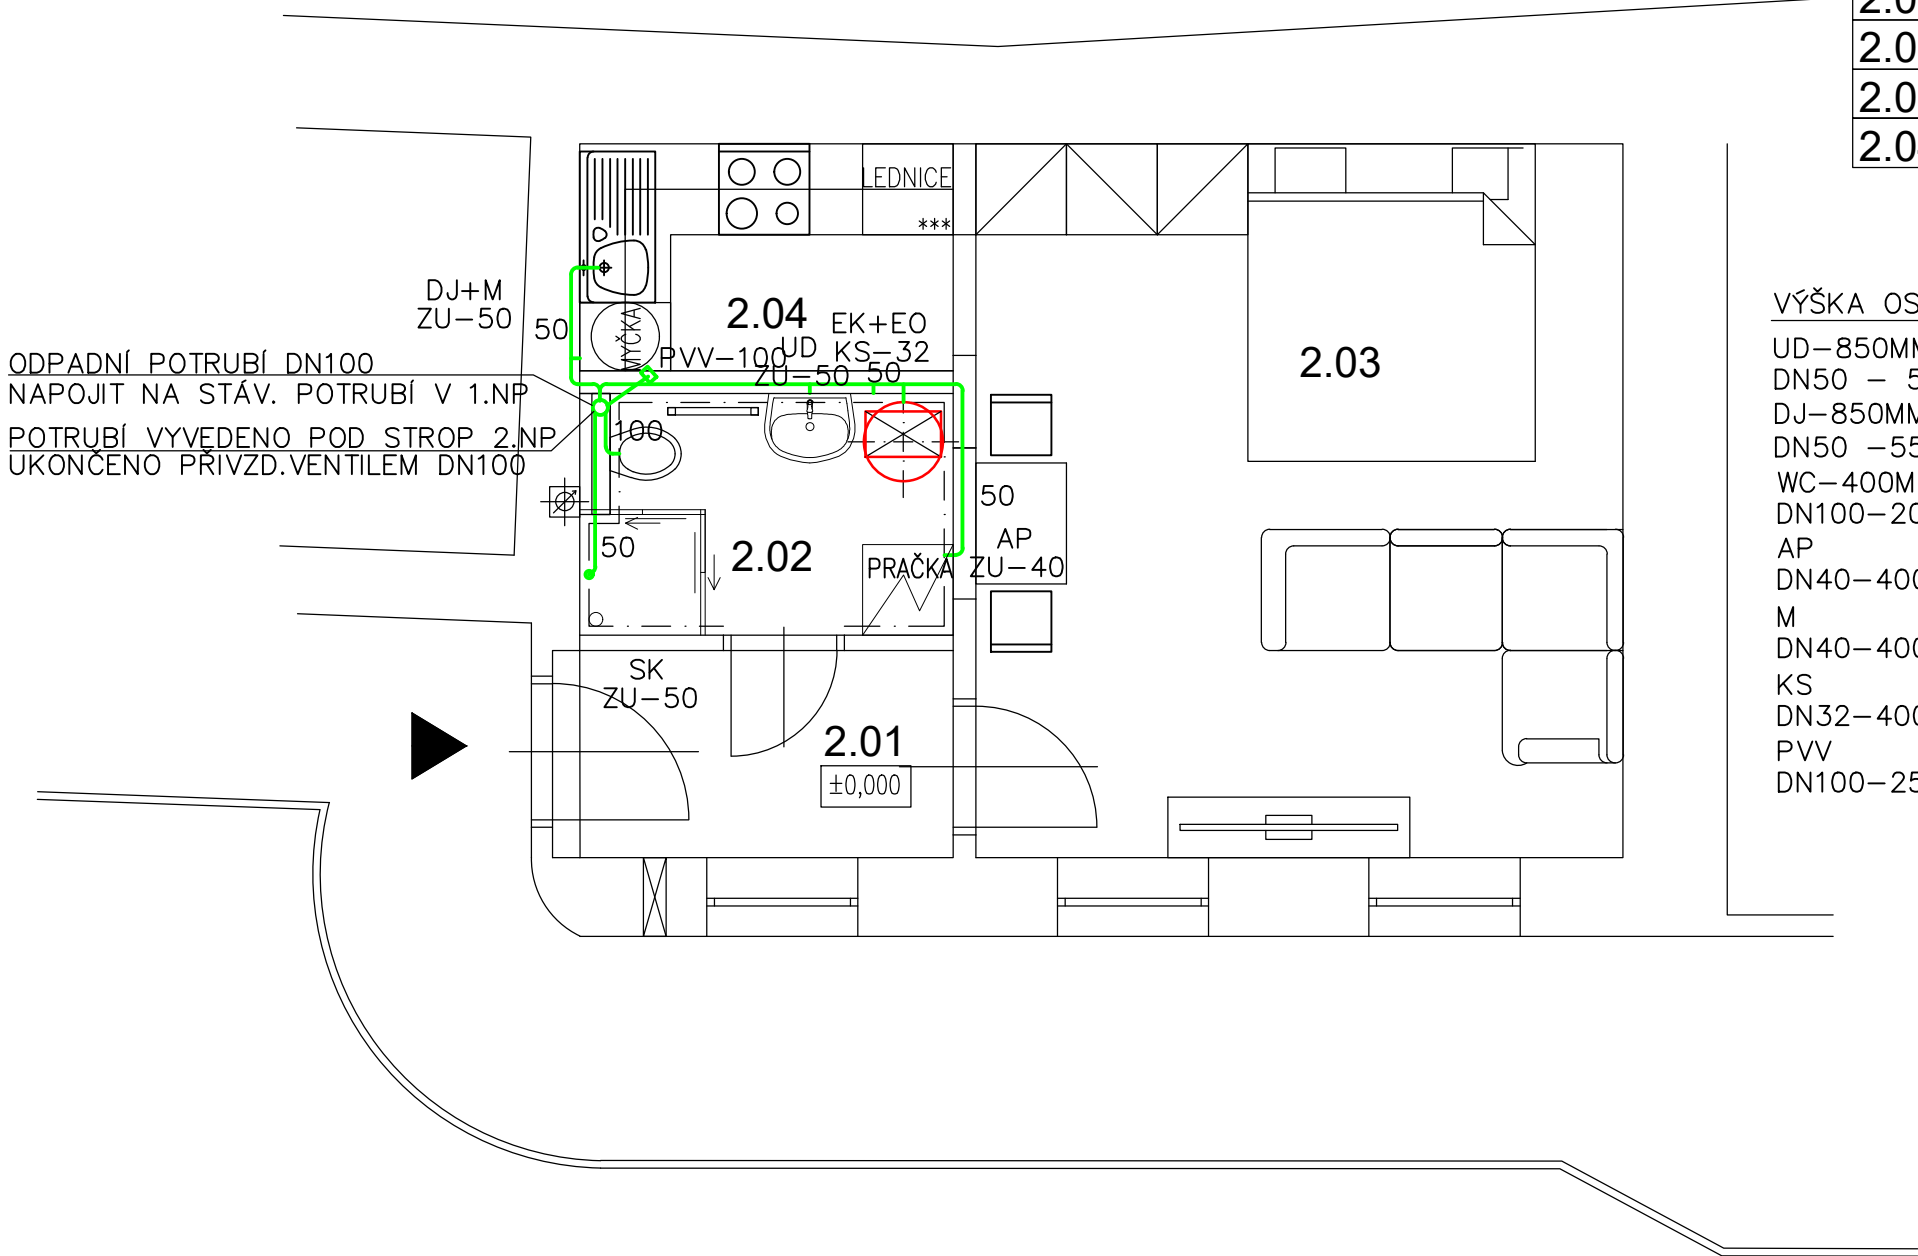 2.0
2.0
2.0
2.0
LEDNICE
***
DJ+M
ZU-50
50
MYČKA
2.04
EK+EO
KS-32
UD
ZU-50
50
PVV-100
2.03
ODPADNÍ POTRUBÍ DN100
NAPOJIT NA STÁV. POTRUBÍ V 1.NP
POTRUBÍ VYVEDENO POD STROP 2.NP
UKONČENO PŘIVZD.VENTILEM DN100
100
50
2.02
PRAČKA
50
AP
ZU-40
SK
ZU-50
2.01
±0,000
VÝŠKA OS
UD-850MM
DN50 - 5
DJ-850MM
DN50 -55
WC-400M
DN100-20
AP
DN40-400
M
DN40-400
KS
DN32-400
PVV
DN100-25